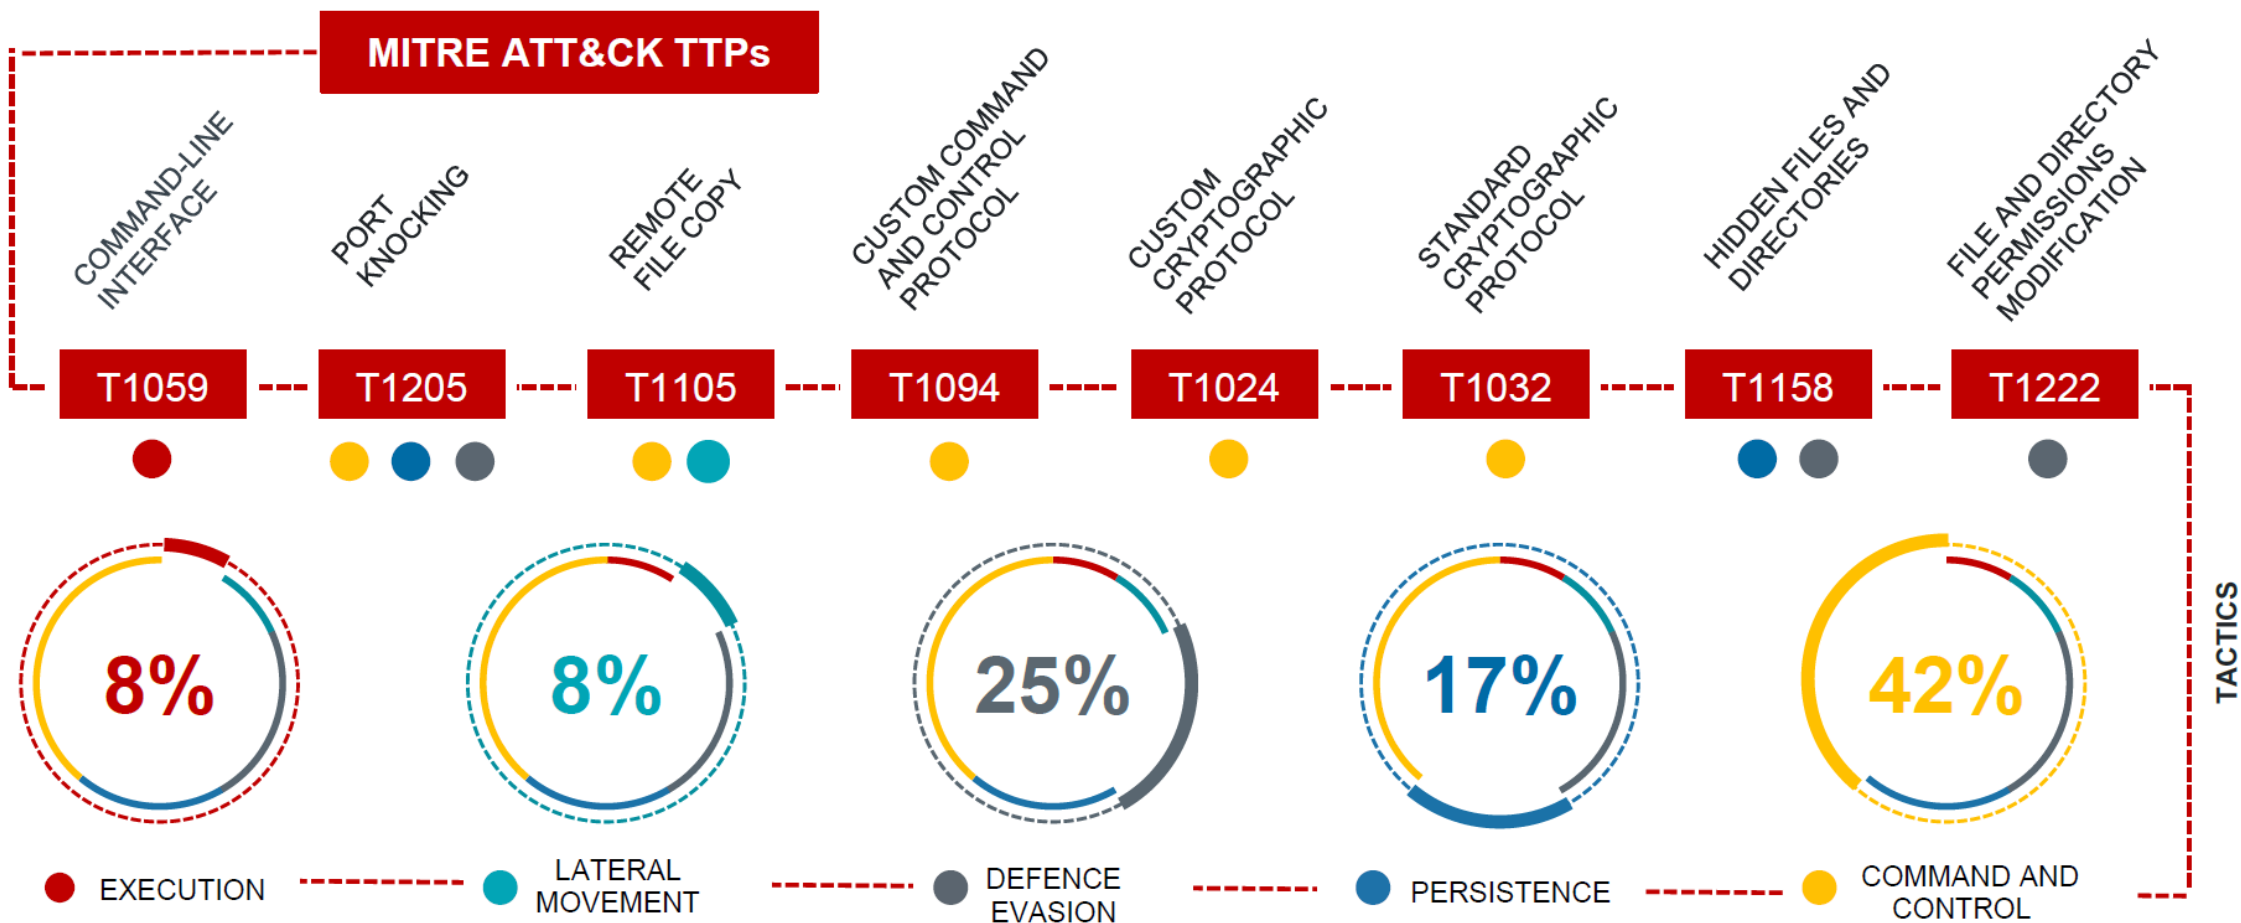 MITRE ATT&CK TTPs
COMMAND-LINE
INTERFACE
PORT
KNOCKING
REMOTE
FILE COPY
CUSTOM COMMAND
AND CONTROL
PROTOCOL
CUSTOM
CRYPTOGRAPHIC
PROTOCOL
STANDARD
CRYPTOGRAPHIC
PROTOCOL
HIDDEN FILES AND
DIRECTORIES
FILE AND DIRECTORY
PERMISSIONS
MODIFICATION
T1059
T1205
T1105
T1094
T1024
T1032
T1158
T1222
8%
8%
25%
17%
42%
TACTICS
EXECUTION
LATERAL
MOVEMENT
DEFENCE
EVASION
PERSISTENCE
COMMAND AND
CONTROL